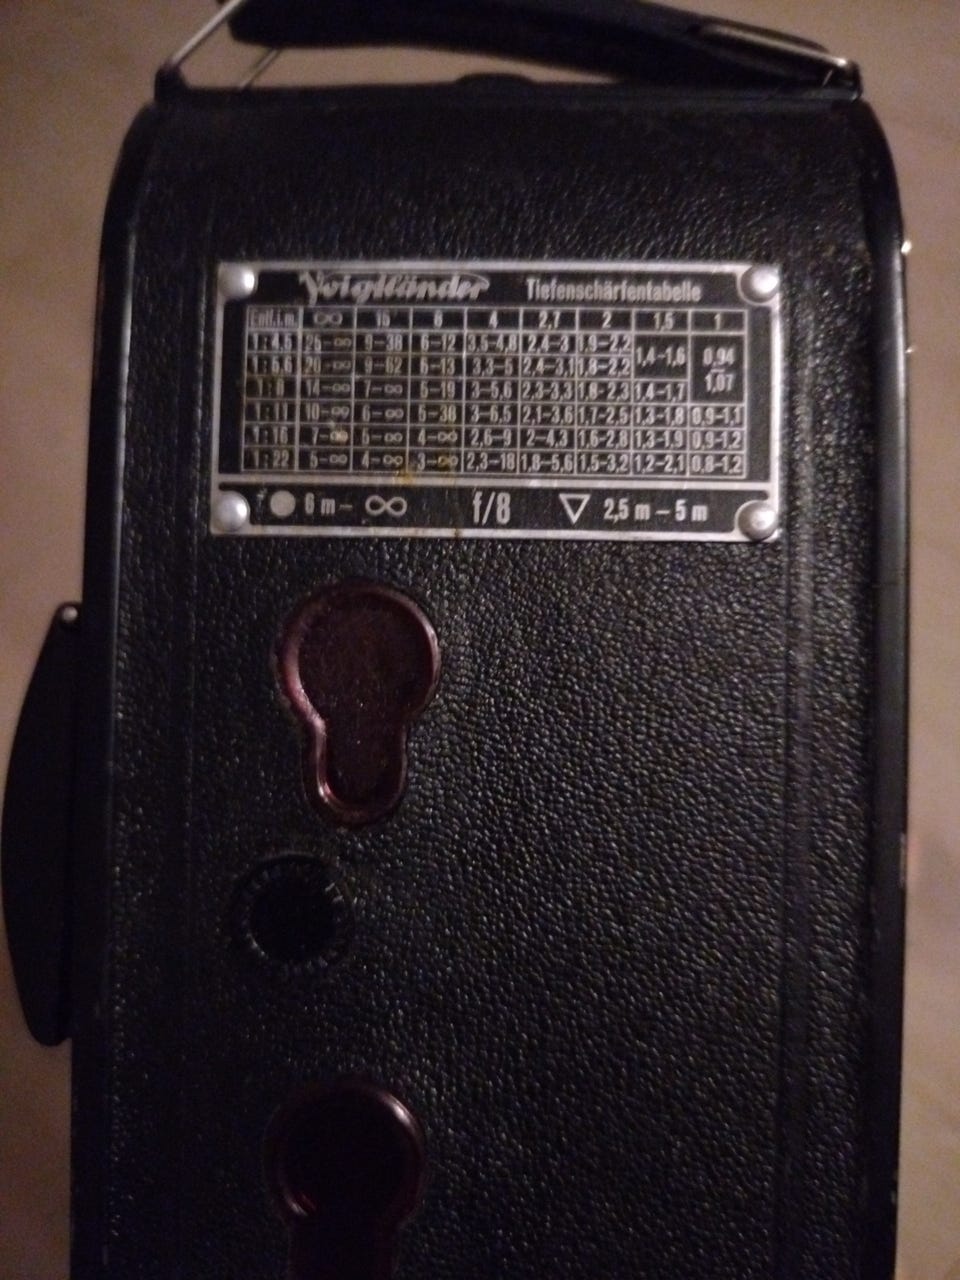 Voigtländer Tiefenschärfentabelle
Entf.i.m. ∞ 15 8 4 2,7 2 1,5 1
1:4,5 25-∞ 9-38 6-12 3,5-4,8 2,4-3 1,9-2,2 1,4-1,6 0,94-1,07
1:5,6 20-∞ 9-62 6-13 3,3-5 2,4-3,1 1,8-2,2
1:8 14-∞ 7-∞ 5-19 3-5,6 2,3-3,3 1,8-2,3 1,4-1,7
1:11 10-∞ 6-∞ 5-38 3-6,5 2,1-3,6 1,7-2,5 1,3-1,8 0,9-1,1
1:16 7-∞ 5-∞ 4-∞ 2,6-9 2-4,3 1,6-2,8 1,3-1,9 0,9-1,2
1:22 5-∞ 4-∞ 3-∞ 2,3-18 1,8-5,6 1,5-3,2 1,2-2,1 0,8-1,2
6 m - ∞ f/8 ▽ 2,5 m - 5 m